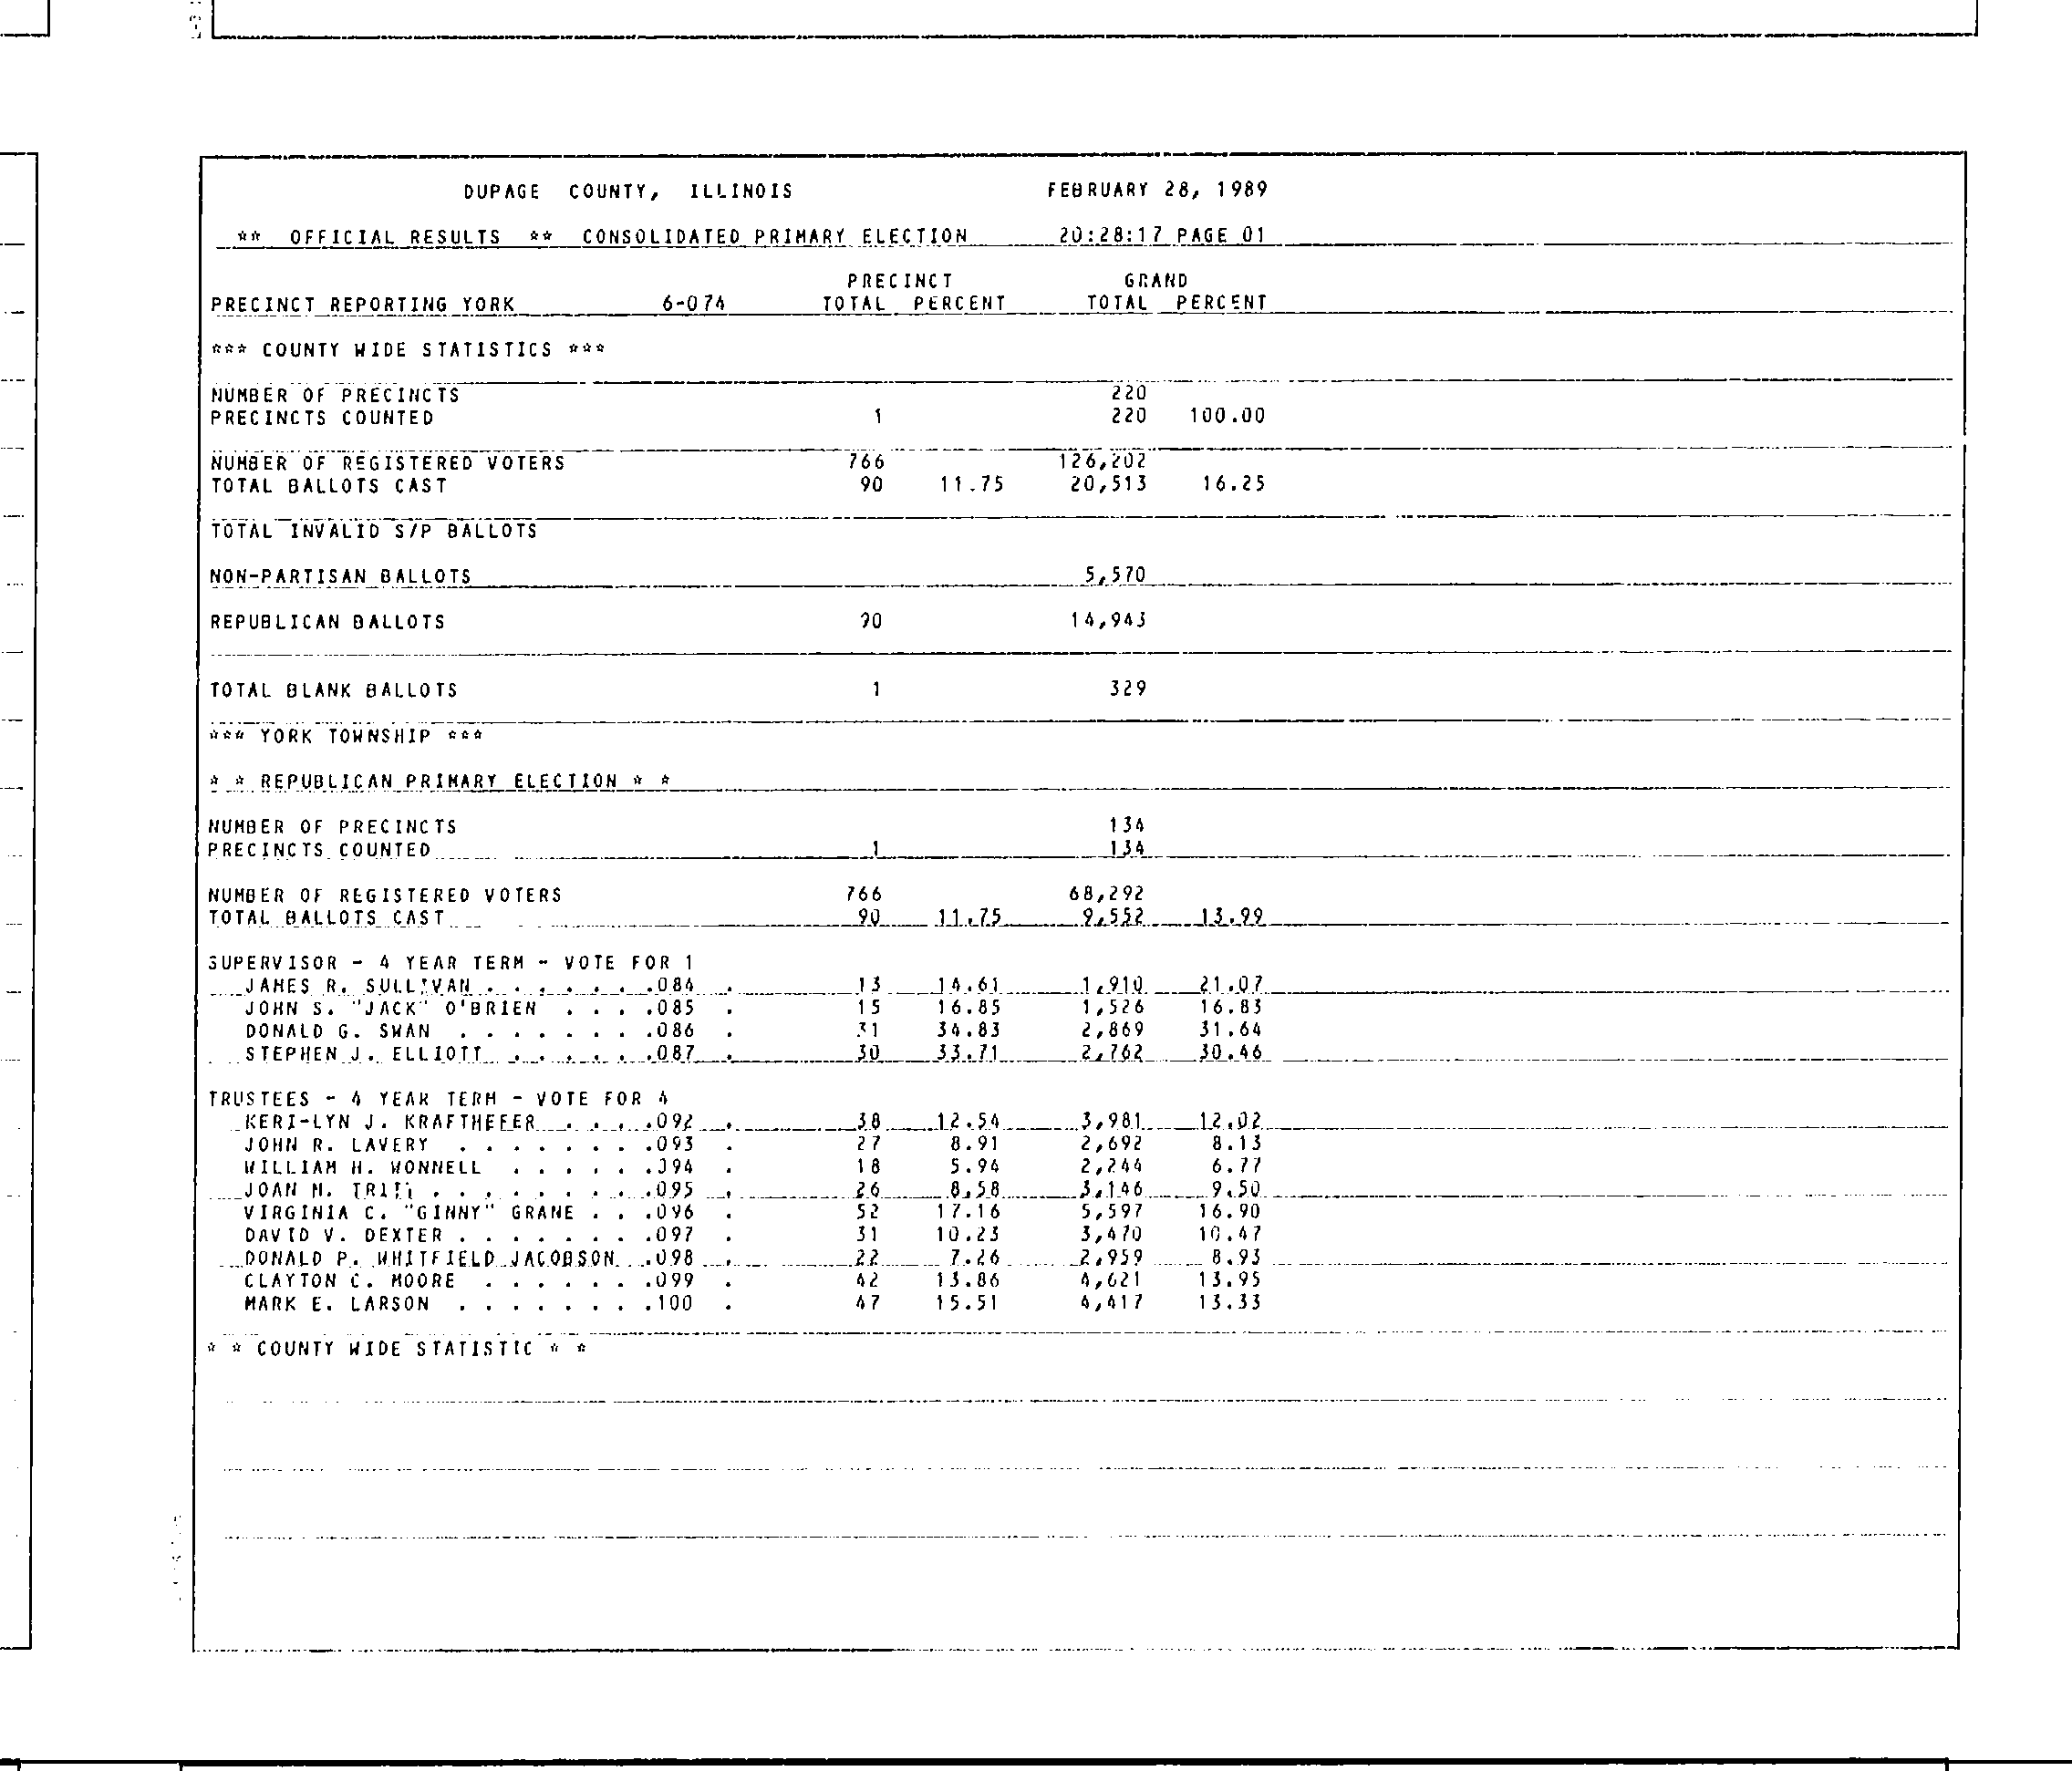 DUPAGE COUNTY, ILLINOIS FEBRUARY 28, 1989
** OFFICIAL RESULTS ** CONSOLIDATED PRIMARY ELECTION 20:28:17 PAGE 01
PRECINCT GRAND
PRECINCT REPORTING YORK 6-074 TOTAL PERCENT TOTAL PERCENT
*** COUNTY WIDE STATISTICS ***
NUMBER OF PRECINCTS 220
PRECINCTS COUNTED 1 220 100.00
NUMBER OF REGISTERED VOTERS 766 126,202
TOTAL BALLOTS CAST 90 11.75 20,513 16.25
TOTAL INVALID S/P BALLOTS
NON-PARTISAN BALLOTS 5,570
REPUBLICAN BALLOTS 90 14,943
TOTAL BLANK BALLOTS 1 329
*** YORK TOWNSHIP ***
* * REPUBLICAN PRIMARY ELECTION * *
NUMBER OF PRECINCTS 134
PRECINCTS COUNTED 1 134
NUMBER OF REGISTERED VOTERS 766 68,292
TOTAL BALLOTS CAST 90 11.75 9,552 13.99
SUPERVISOR - 4 YEAR TERM - VOTE FOR 1
JAMES R. SULLIVAN . . . . . . .084 . 13 14.61 1,910 21.07
JOHN S. "JACK" O'BRIEN . . . .085 . 15 16.85 1,526 16.83
DONALD G. SWAN . . . . . . . .086 . 31 34.83 2,869 31.64
STEPHEN J. ELLIOTT . . . . . .087 . 30 33.71 2,762 30.46
TRUSTEES - 4 YEAR TERM - VOTE FOR 4
KERI-LYN J. KRAFTHEFER . . . .092 . 38 12.54 3,981 12.02
JOHN R. LAVERY . . . . . . . .093 . 27 8.91 2,692 8.13
WILLIAM H. WONNELL . . . . . .094 . 18 5.94 2,244 6.77
JOAN M. . . . . . . . . .095 . 26 8.58 3,146 9.50
VIRGINIA C. "GINNY" GRANE . . .096 . 52 17.16 5,597 16.90
DAVID V. DEXTER . . . . . . . .097 . 31 10.23 3,470 10.47
DONALD P. WHITFIELD JACOBSON .098 . 22 7.26 2,959 8.93
CLAYTON C. MOORE . . . . . . .099 . 42 13.86 4,621 13.95
MARK E. LARSON . . . . . . . .100 . 47 15.51 4,417 13.33
* * COUNTY WIDE STATISTIC * *